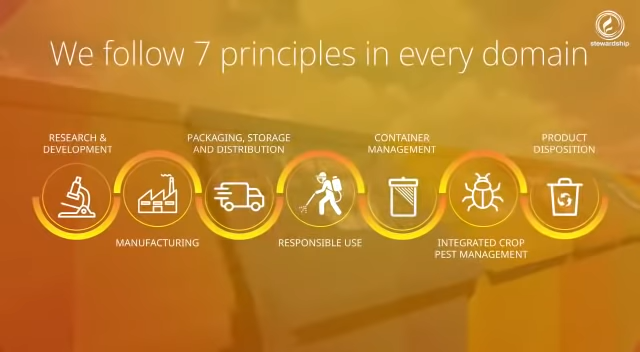 stewardship
We follow 7 principles in every domain
RESEARCH &
DEVELOPMENT
MANUFACTURING
PACKAGING, STORAGE
AND DISTRIBUTION
RESPONSIBLE USE
CONTAINER
MANAGEMENT
INTEGRATED CROP
PEST MANAGEMENT
PRODUCT
DISPOSITION